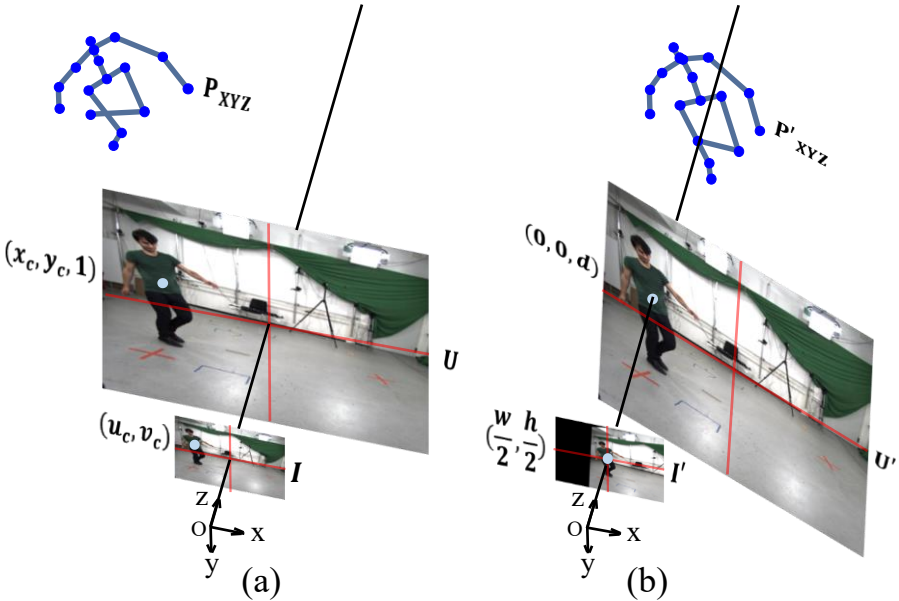 P_XYZ
(x_c, y_c, 1)
U
(u_c, v_c)
I
z
O
x
y
(a)
P'_XYZ
(0, 0, d)
U'
(w/2, h/2)
I'
z
O
x
y
(b)